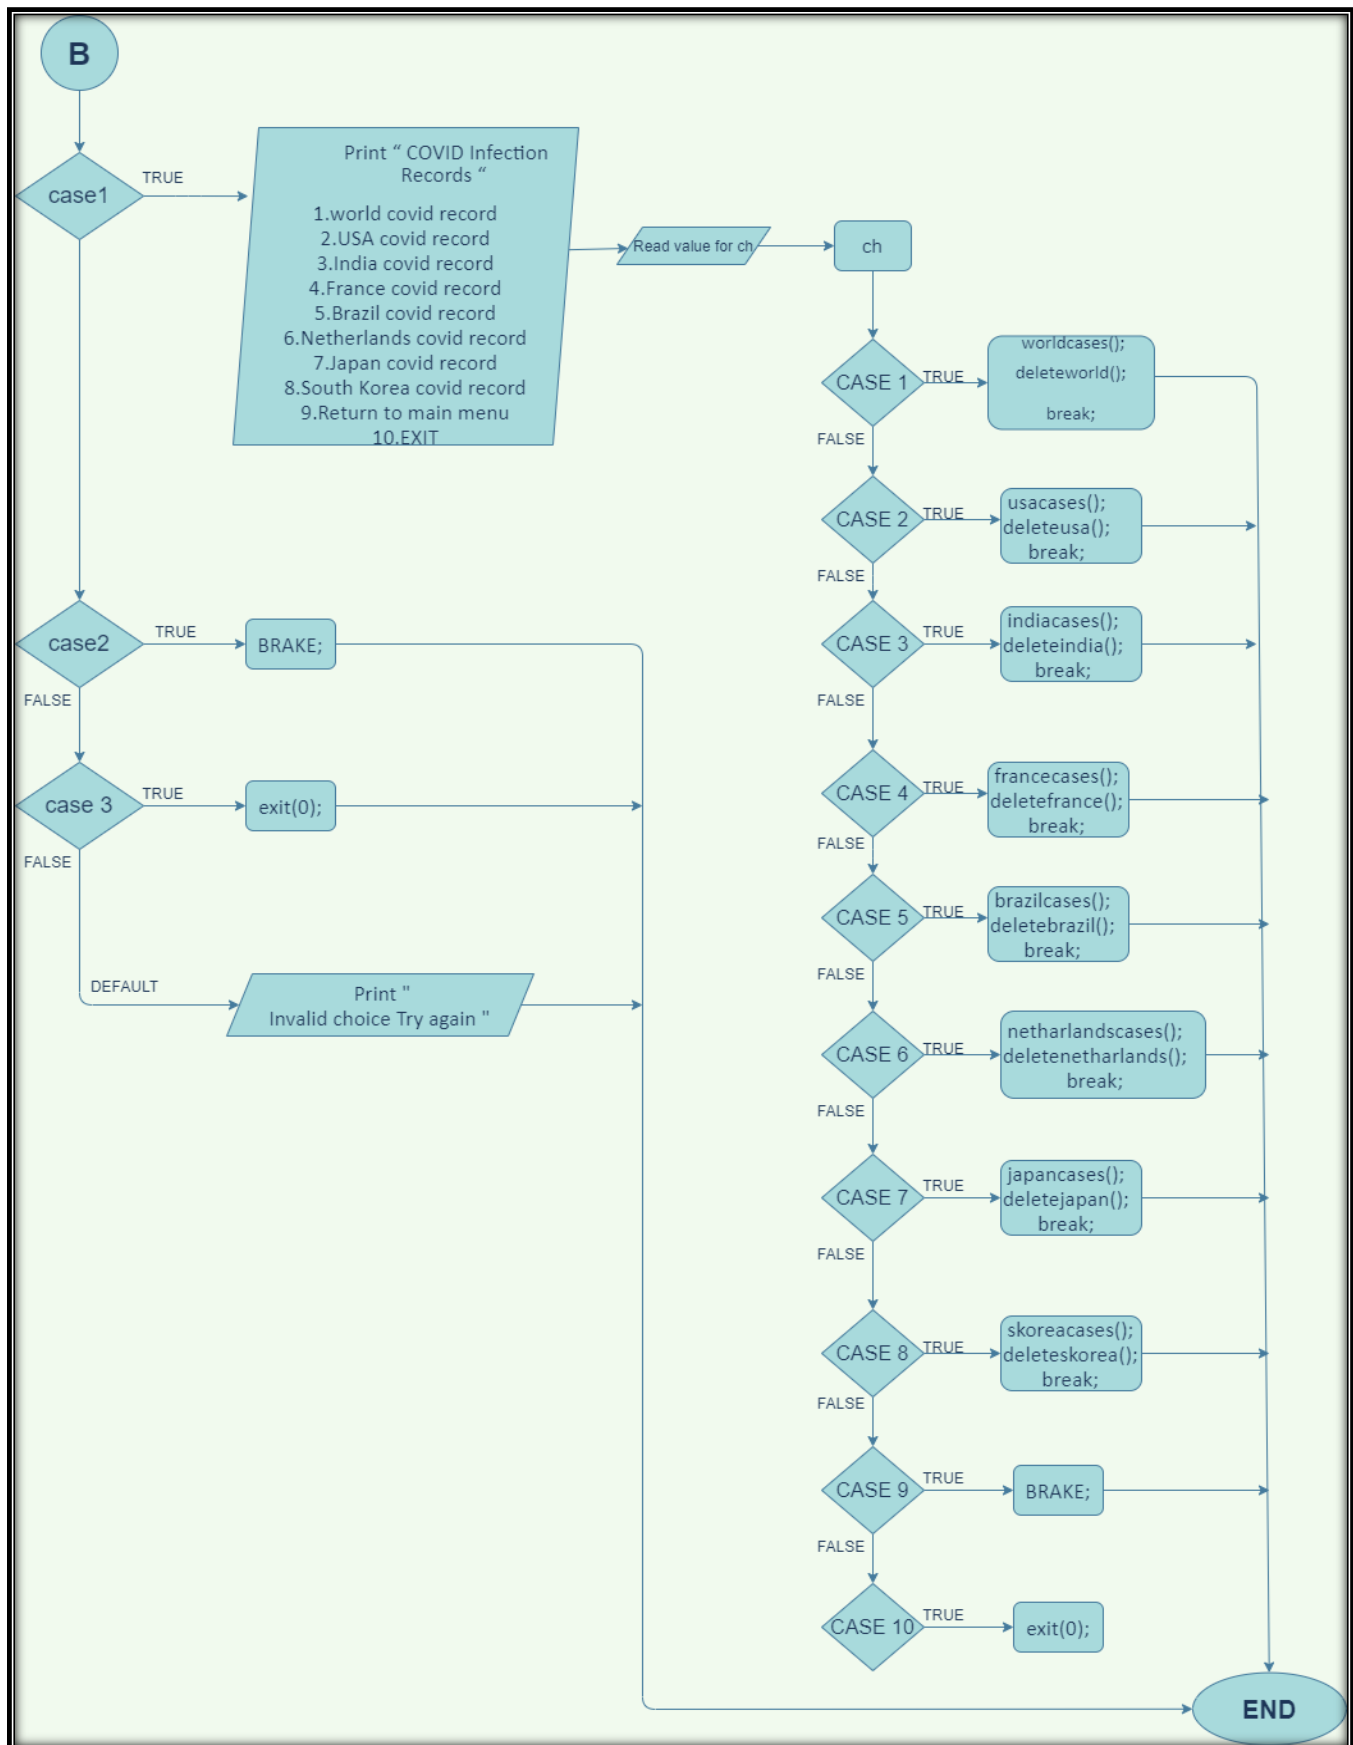 B
case1
TRUE
Print “ COVID Infection
Records “
1.world covid record
2.USA covid record
3.India covid record
4.France covid record
5.Brazil covid record
6.Netherlands covid record
7.Japan covid record
8.South Korea covid record
9.Return to main menu
10.EXIT
Read value for ch
ch
CASE 1
TRUE
worldcases();
deleteworld();
break;
FALSE
CASE 2
TRUE
usacases();
deleteusa();
break;
FALSE
CASE 3
TRUE
indiacases();
deleteindia();
break;
FALSE
case2
TRUE
BRAKE;
FALSE
case 3
TRUE
exit(0);
FALSE
DEFAULT
Print "
Invalid choice Try again "
CASE 4
TRUE
francecases();
deletefrance();
break;
FALSE
CASE 5
TRUE
brazilcases();
deletebrazil();
break;
FALSE
CASE 6
TRUE
netharlandscases();
deletenetharlands();
break;
FALSE
CASE 7
TRUE
japancases();
deletejapan();
break;
FALSE
CASE 8
TRUE
skoreacases();
deleteskorea();
break;
FALSE
CASE 9
TRUE
BRAKE;
FALSE
CASE 10
TRUE
exit(0);
END